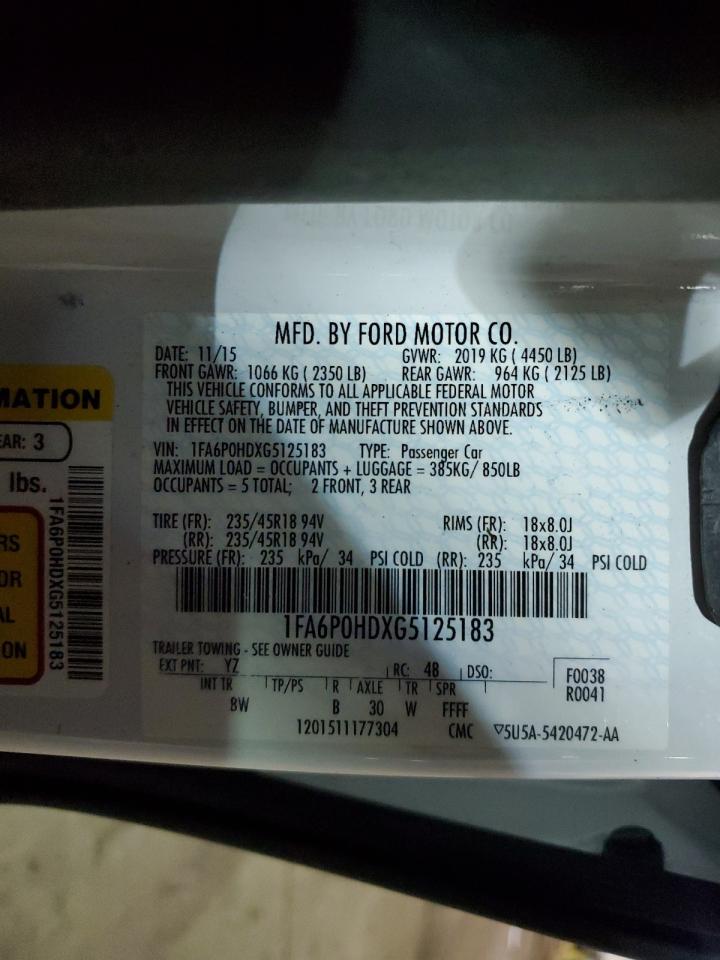 MFD. BY FORD MOTOR CO.
DATE: 11/15 GVWR: 2019 KG ( 4450 LB)
FRONT GAWR: 1066 KG ( 2350 LB) REAR GAWR: 964 KG ( 2125 LB)
THIS VEHICLE CONFORMS TO ALL APPLICABLE FEDERAL MOTOR
VEHICLE SAFETY, BUMPER, AND THEFT PREVENTION STANDARDS
IN EFFECT ON THE DATE OF MANUFACTURE SHOWN ABOVE.
VIN: 1FA6P0HDXG5125183 TYPE: Passenger Car
MAXIMUM LOAD = OCCUPANTS + LUGGAGE = 385KG/ 850LB
OCCUPANTS = 5 TOTAL; 2 FRONT, 3 REAR
TIRE (FR): 235/45R18 94V RIMS (FR): 18x8.0J
(RR): 235/45R18 94V (RR): 18x8.0J
PRESSURE (FR): 235 kPa/ 34 PSI COLD (RR): 235 kPa/ 34 PSI COLD
1FA6P0HDXG5125183
TRAILER TOWING - SEE OWNER GUIDE
EXT PNT: YZ RC: 48 DSO: F0038
INT TR TP/PS R AXLE TR SPR R0041
BW B 30 W FFFF
1201511177304 CMC ▽5U5A-5420472-AA
MATION
EAR: 3
lbs.
RS
OR
AL
ON
1FA6P0HDXG5125183